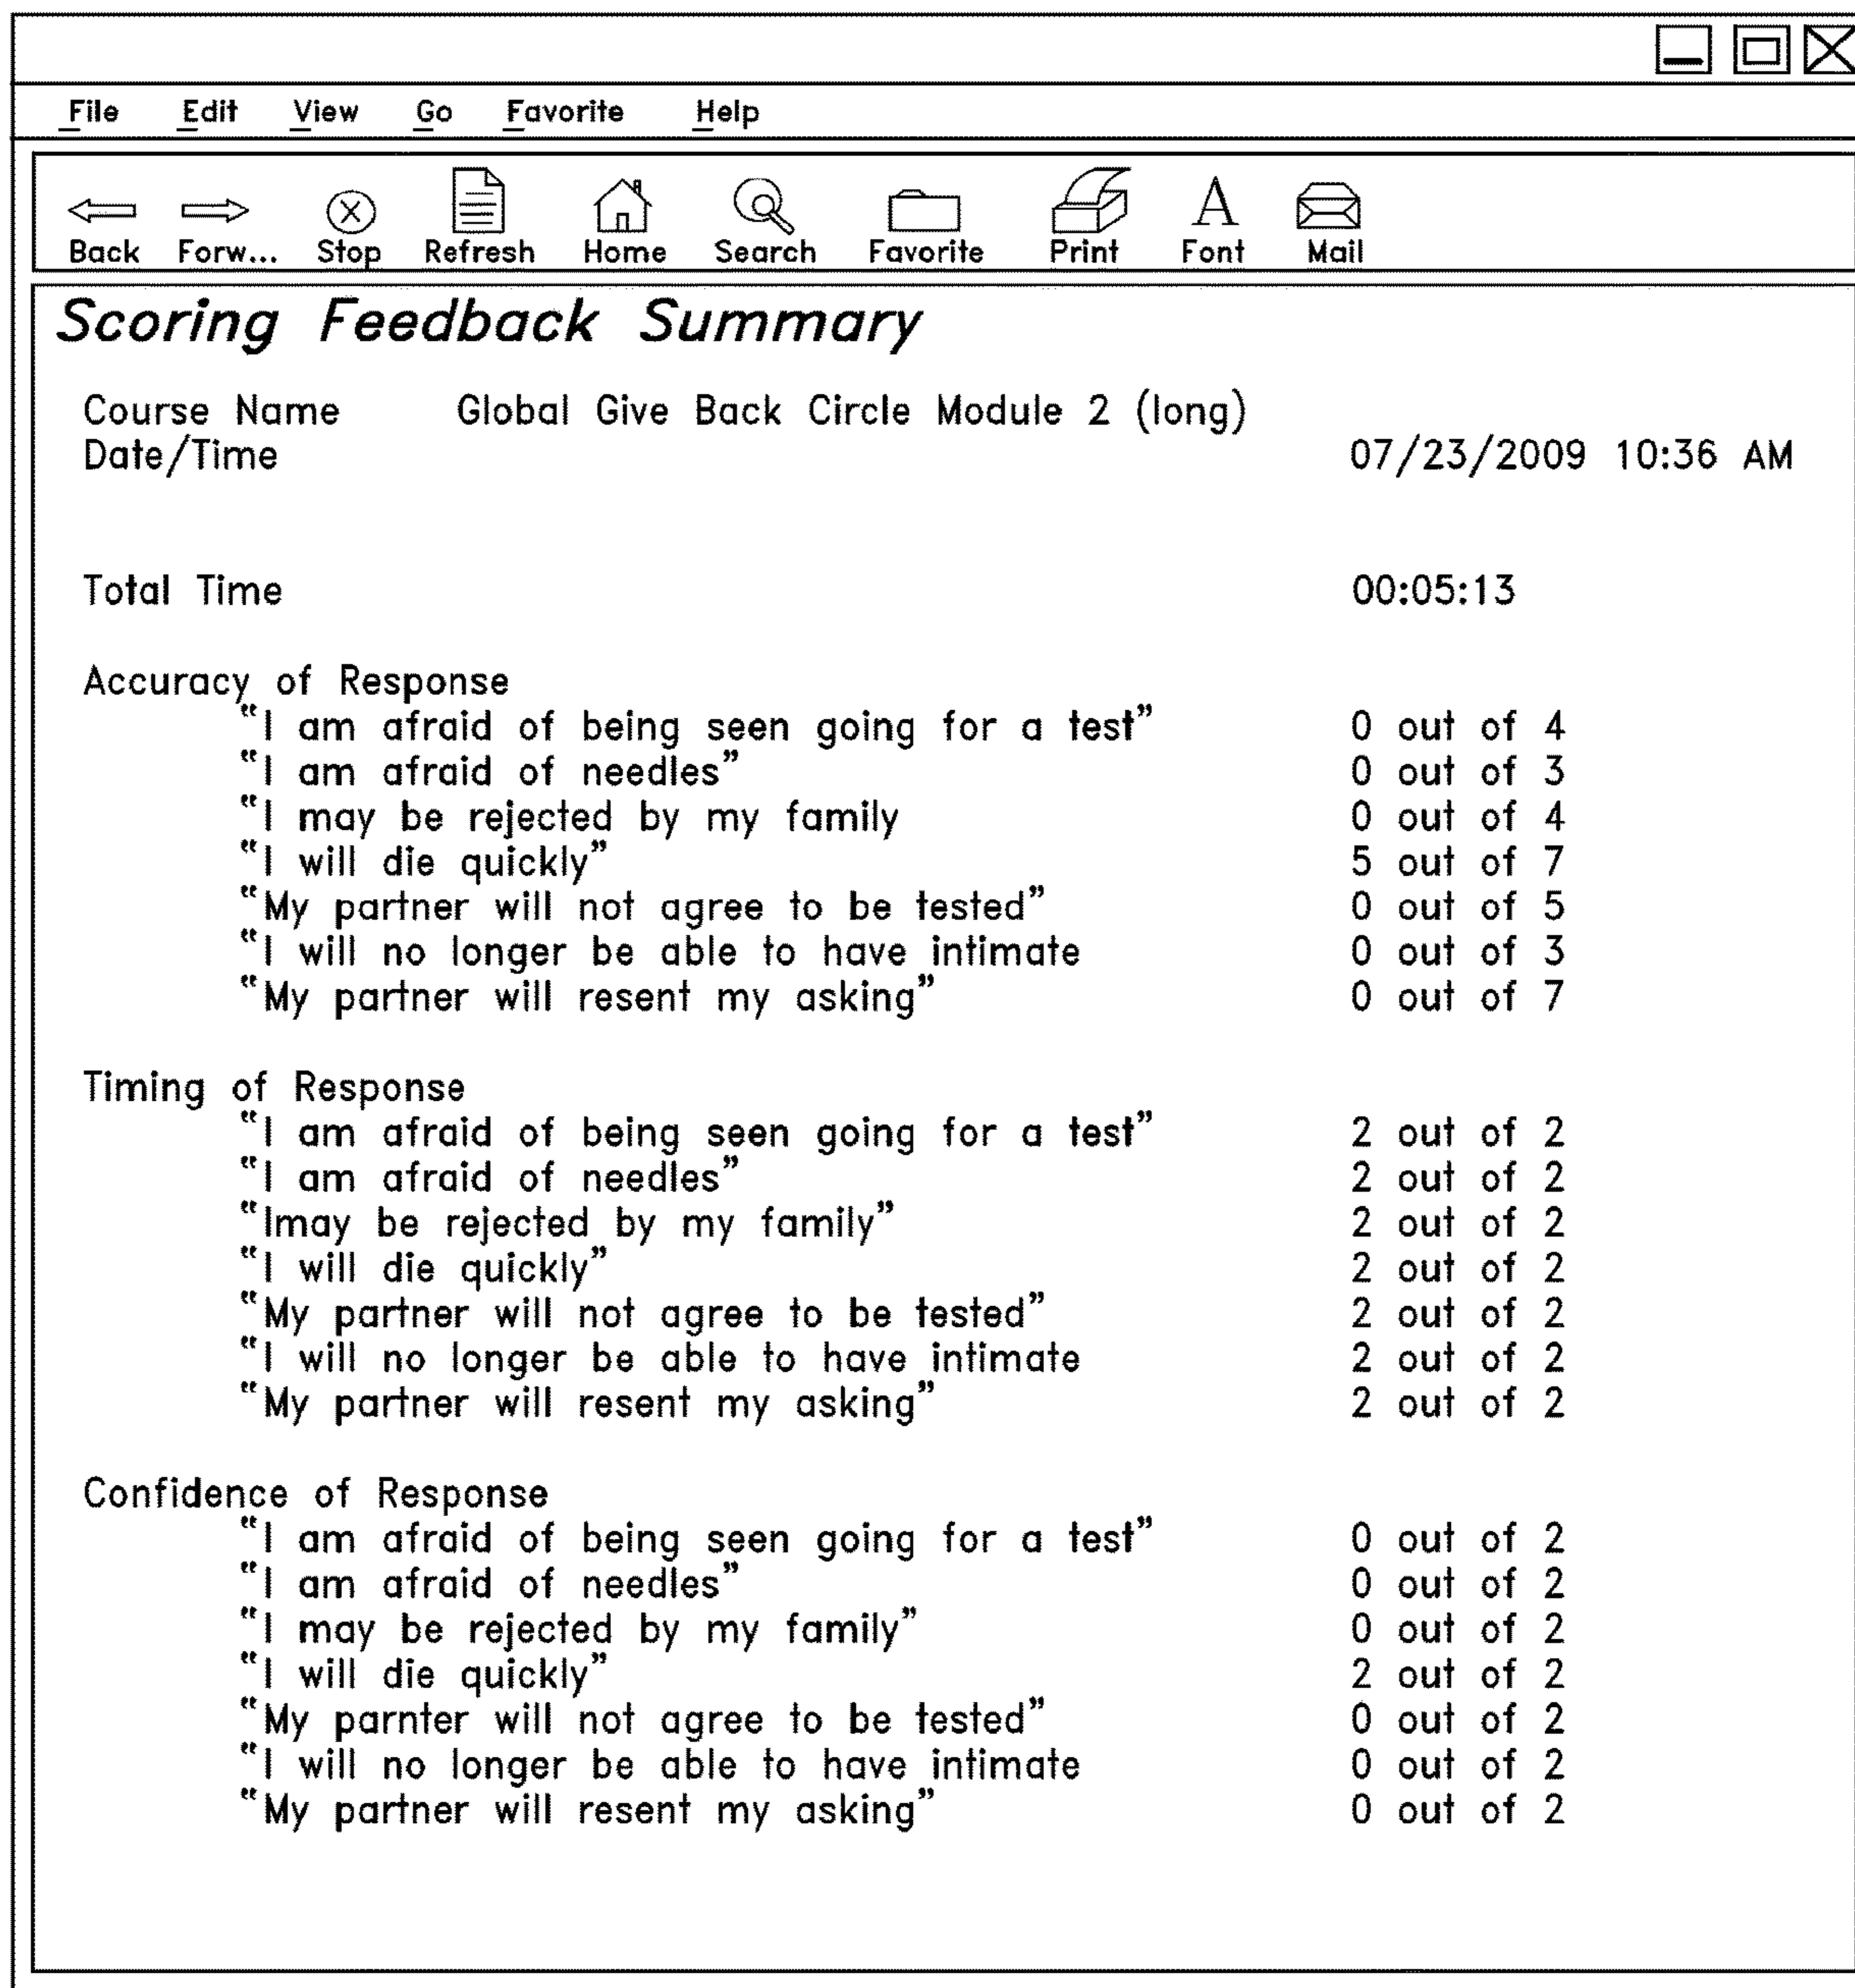 File Edit View Go Favorite Help
Back Forw... Stop Refresh Home Search Favorite Print Font Mail
Scoring Feedback Summary
Course Name Global Give Back Circle Module 2 (long)
Date/Time 07/23/2009 10:36 AM
Total Time 00:05:13
Accuracy of Response
“I am afraid of being seen going for a test” 0 out of 4
“I am afraid of needles” 0 out of 3
“I may be rejected by my family 0 out of 4
“I will die quickly” 5 out of 7
“My partner will not agree to be tested” 0 out of 5
“I will no longer be able to have intimate 0 out of 3
“My partner will resent my asking” 0 out of 7
Timing of Response
“I am afraid of being seen going for a test” 2 out of 2
“I am afraid of needles” 2 out of 2
“Imay be rejected by my family” 2 out of 2
“I will die quickly” 2 out of 2
“My partner will not agree to be tested” 2 out of 2
“I will no longer be able to have intimate 2 out of 2
“My partner will resent my asking” 2 out of 2
Confidence of Response
“I am afraid of being seen going for a test” 0 out of 2
“I am afraid of needles” 0 out of 2
“I may be rejected by my family” 0 out of 2
“I will die quickly” 2 out of 2
“My parnter will not agree to be tested” 0 out of 2
“I will no longer be able to have intimate 0 out of 2
“My partner will resent my asking” 0 out of 2